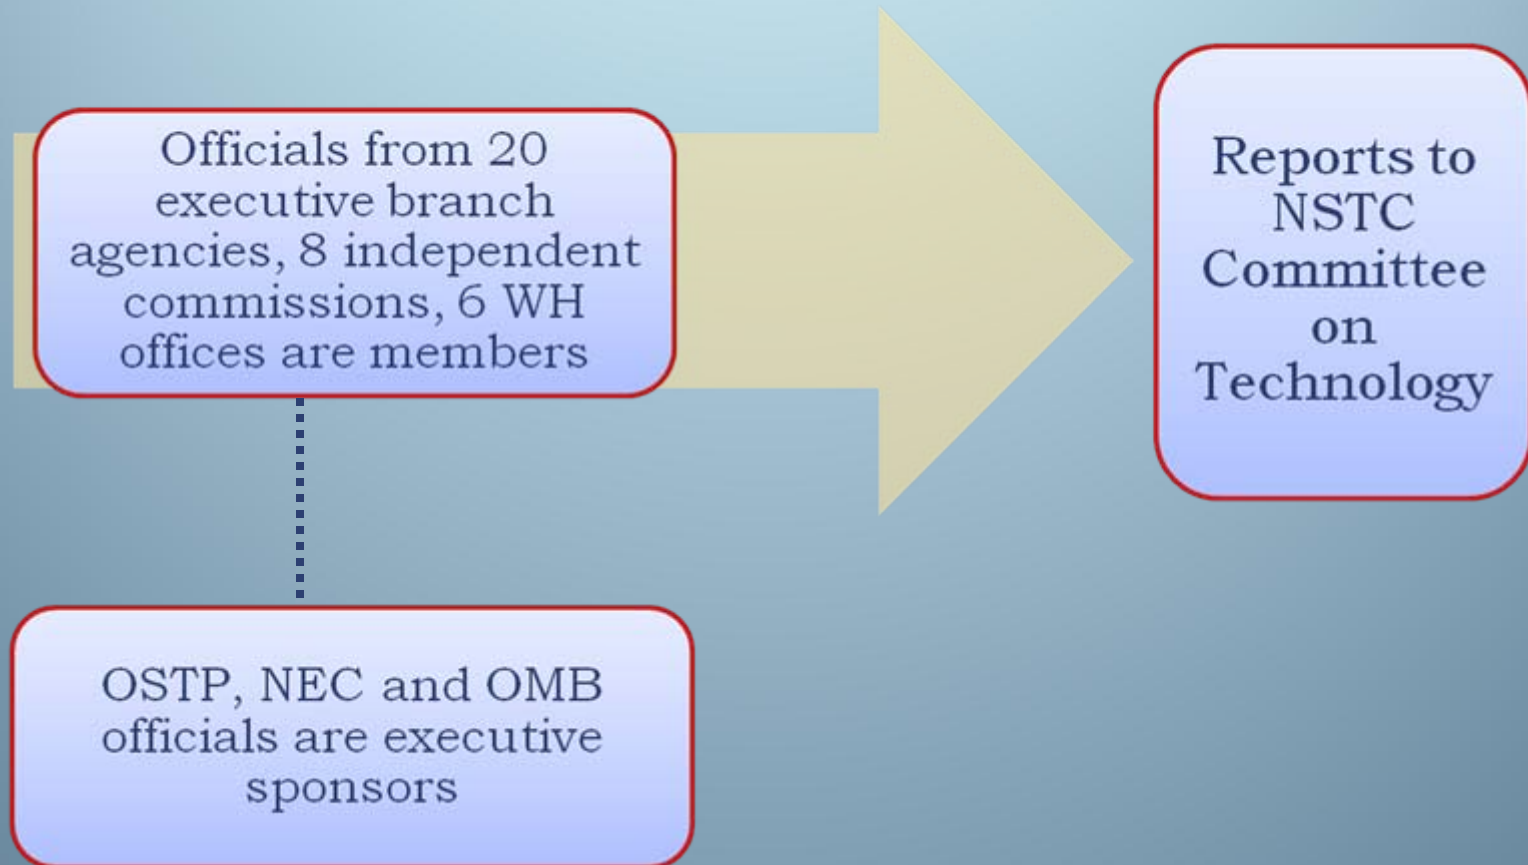 Officials from 20
executive branch
agencies, 8 independent
commissions, 6 WH
offices are members
Reports to
NSTC
Committee
on
Technology
OSTP, NEC and OMB
officials are executive
sponsors